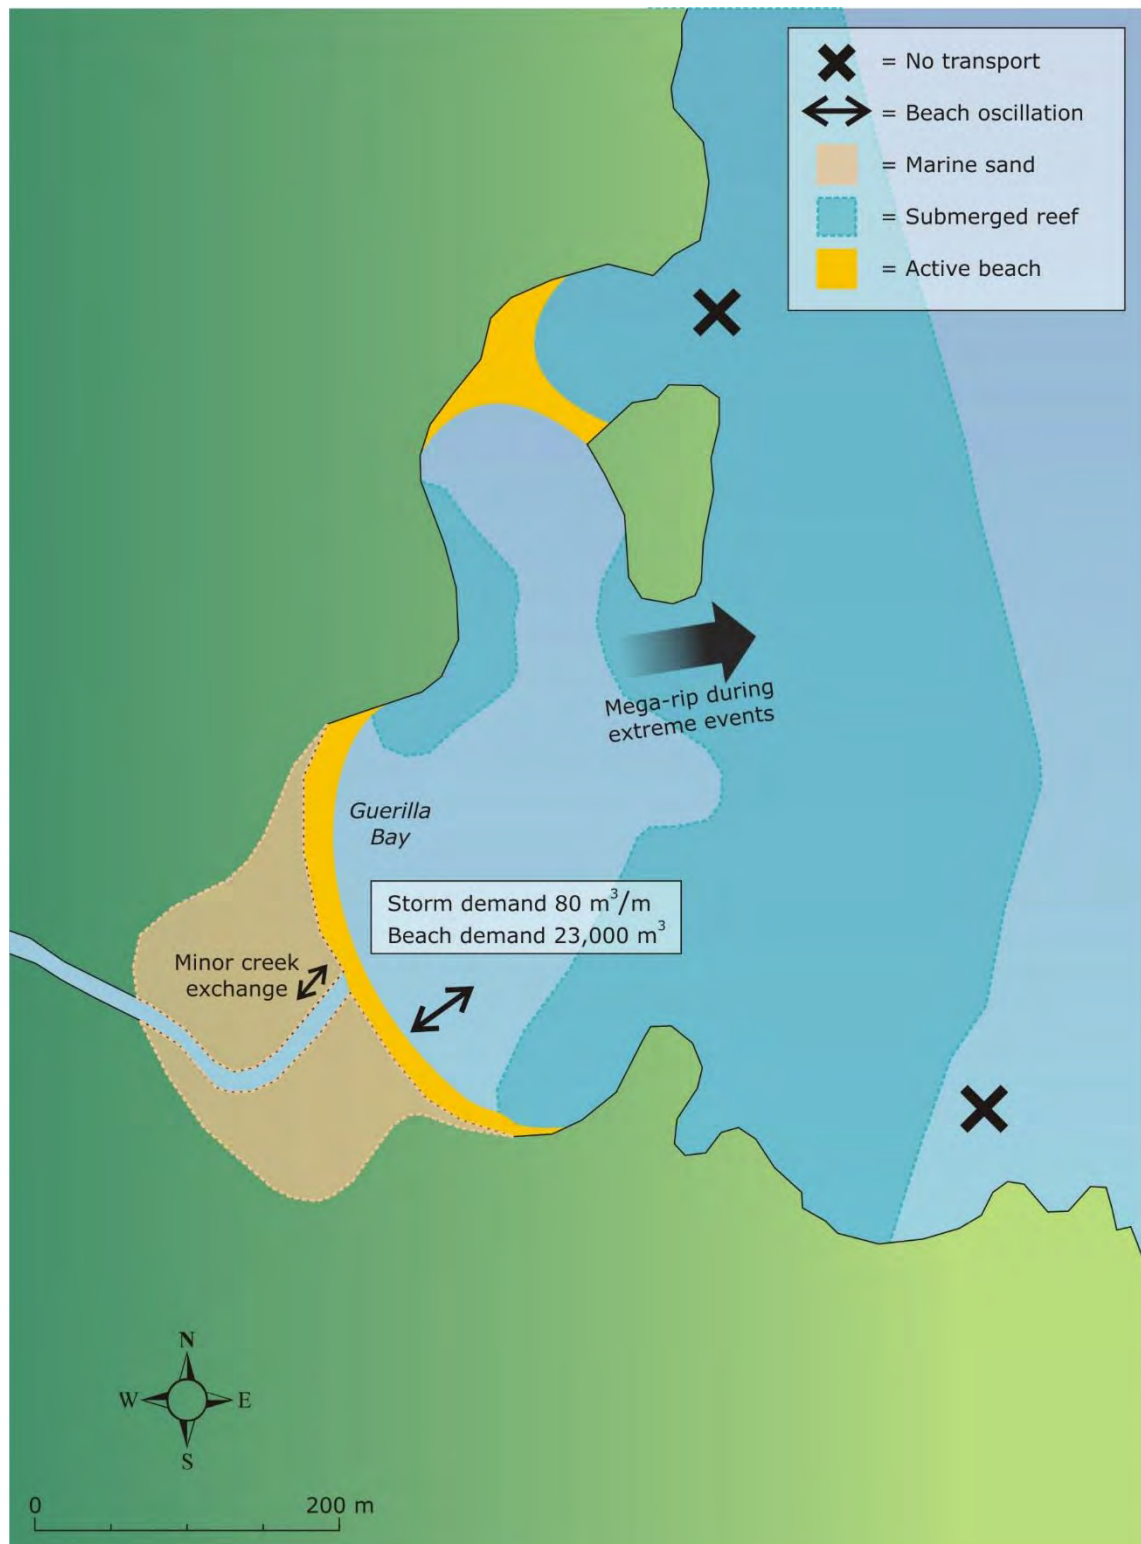 = No transport
= Beach oscillation
= Marine sand
= Submerged reef
= Active beach
Mega-rip during
extreme events
Guerilla
Bay
Storm demand 80 m³/m
Beach demand 23,000 m³
Minor creek
exchange
N
W E
S
0 200 m